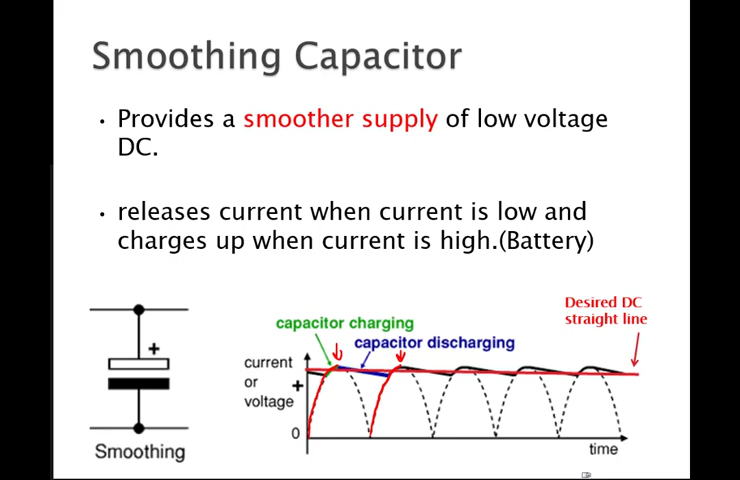 Smoothing Capacitor
• Provides a smoother supply of low voltage
DC.
• releases current when current is low and
charges up when current is high.(Battery)
+
Smoothing
Desired DC
straight line
capacitor charging
capacitor discharging
current
or
voltage
+
0
time